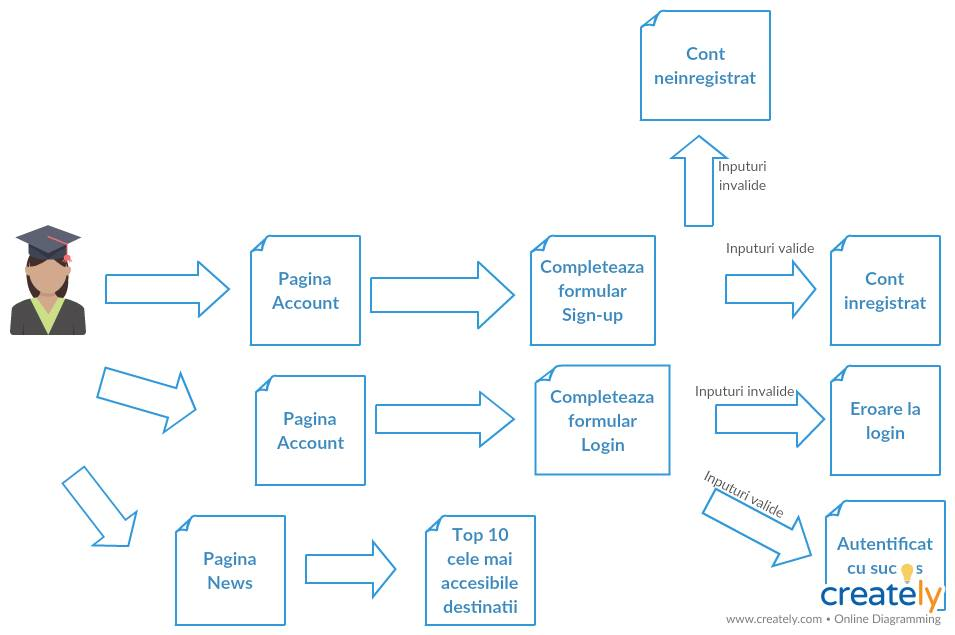 Cont
neinregistrat
Inputuri
invalide
Inputuri valide
Pagina
Account
Completeaza
formular
Sign-up
Cont
inregistrat
Inputuri invalide
Pagina
Account
Completeaza
formular
Login
Eroare la
login
Inputuri valide
Pagina
News
Top 10
cele mai
accesibile
destinatii
Autentificat
cu suc s
creately
www.creately.com • Online Diagramming